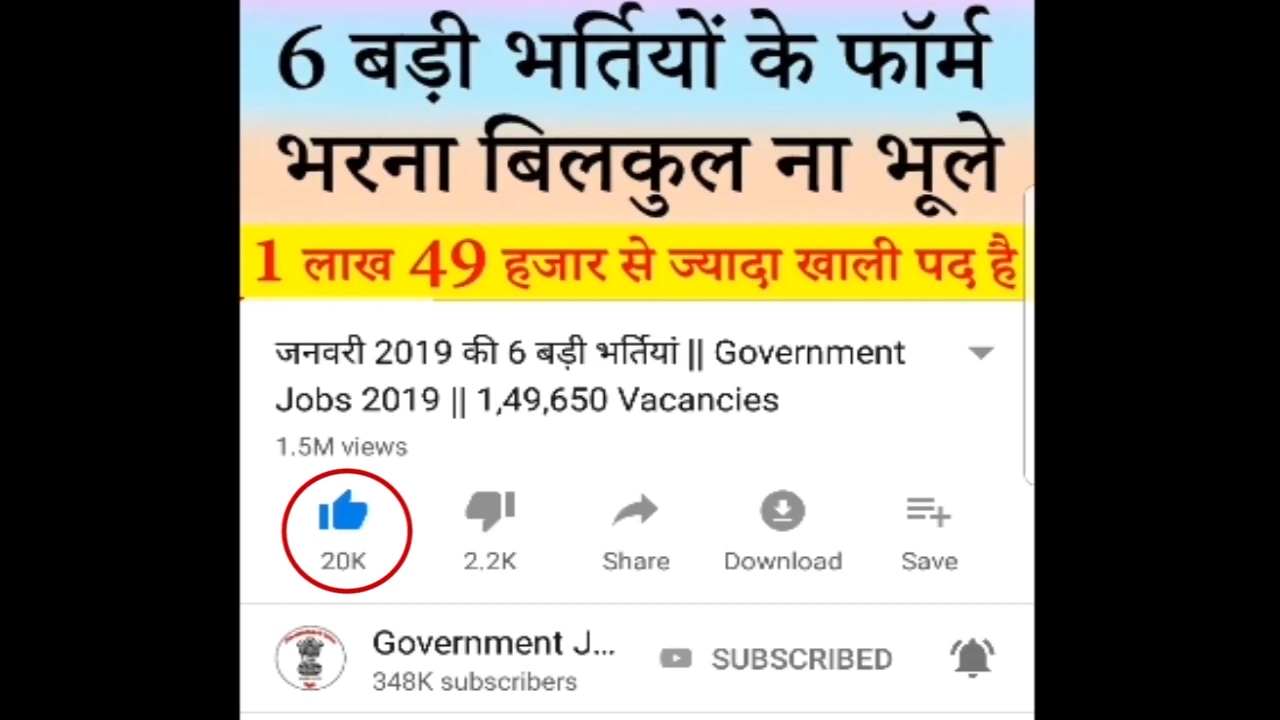 6 बड़ी भर्तियों के फॉर्म
भरना बिलकुल ना भूले
1 लाख 49 हजार से ज्यादा खाली पद है
जनवरी 2019 की 6 बड़ी भर्तियां || Government
Jobs 2019 || 1,49,650 Vacancies
1.5M views
20K 2.2K Share Download Save
Government J... SUBSCRIBED
348K subscribers